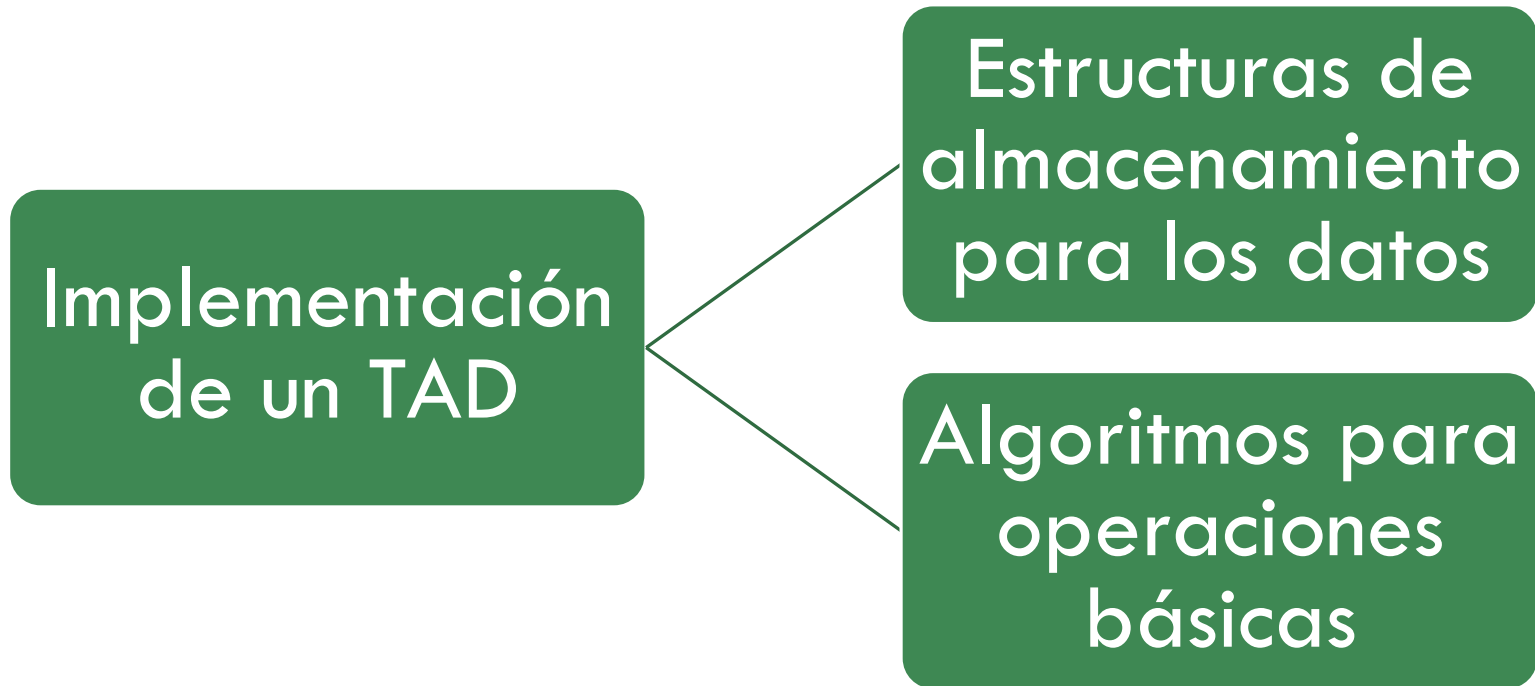 Implementación
de un TAD
Estructuras de
almacenamiento
para los datos
Algoritmos para
operaciones
básicas